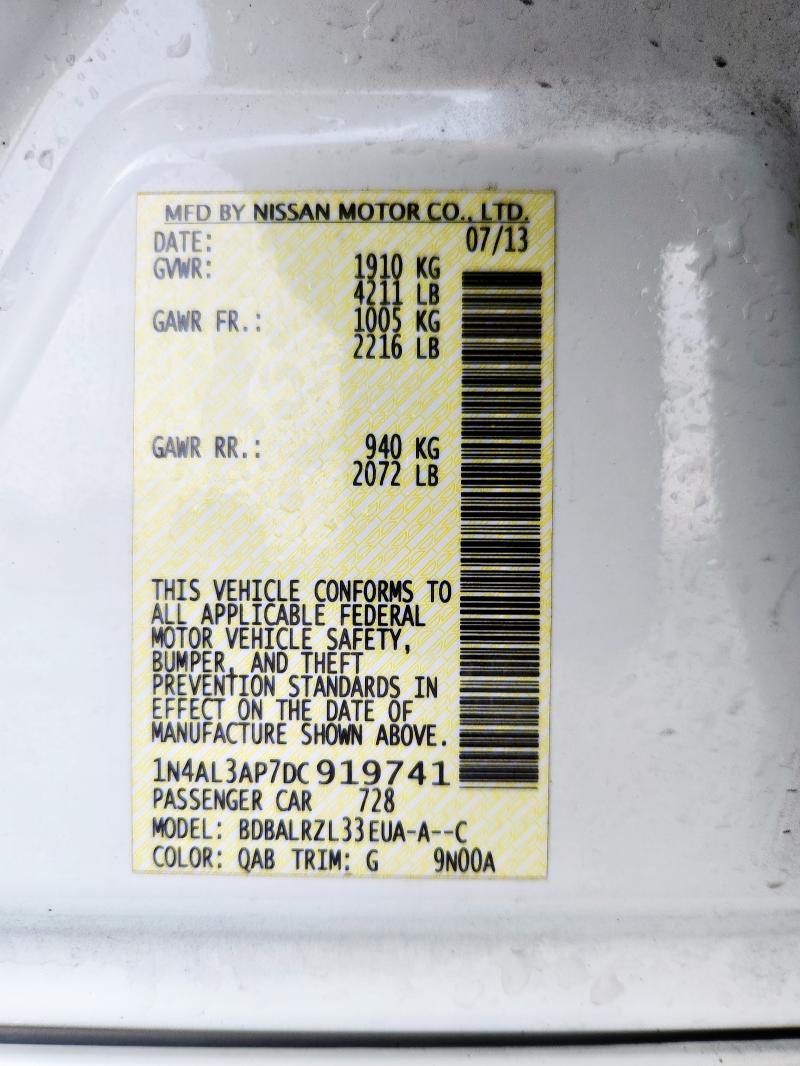 MFD BY NISSAN MOTOR CO., LTD.
DATE: 07/13
GVWR: 1910 KG
4211 LB
GAWR FR.: 1005 KG
2216 LB
GAWR RR.: 940 KG
2072 LB
THIS VEHICLE CONFORMS TO
ALL APPLICABLE FEDERAL
MOTOR VEHICLE SAFETY,
BUMPER, AND THEFT
PREVENTION STANDARDS IN
EFFECT ON THE DATE OF
MANUFACTURE SHOWN ABOVE.
1N4AL3AP7DC919741
PASSENGER CAR 728
MODEL: BDBALRZL33EUA-A--C
COLOR: QAB TRIM: G 9N00A